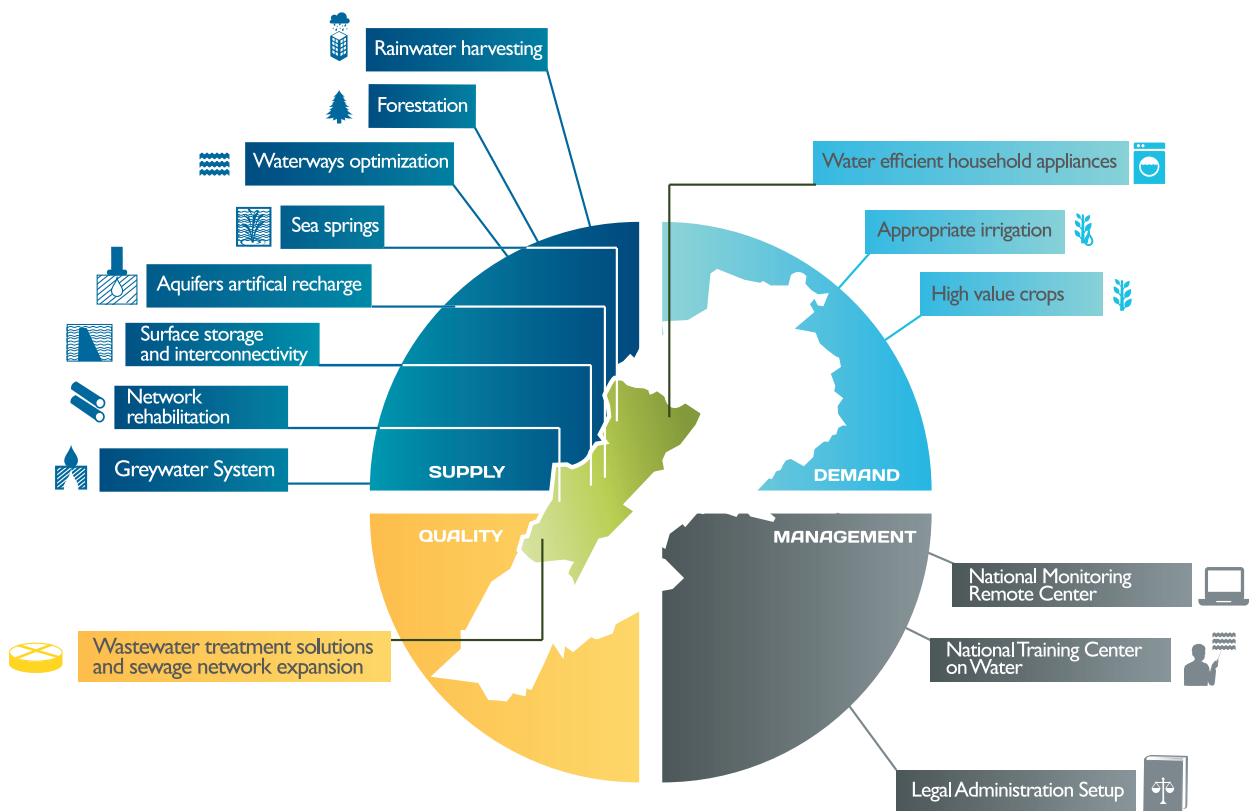 Rainwater harvesting
Forestation
Waterways optimization
Sea springs
Aquifers artifical recharge
Surface storage
and interconnectivity
Network
rehabilitation
Greywater System
SUPPLY
Water efficient household appliances
Appropriate irrigation
High value crops
DEMAND
QUALITY
Wastewater treatment solutions
and sewage network expansion
MANAGEMENT
National Monitoring
Remote Center
National Training Center
on Water
Legal Administration Setup